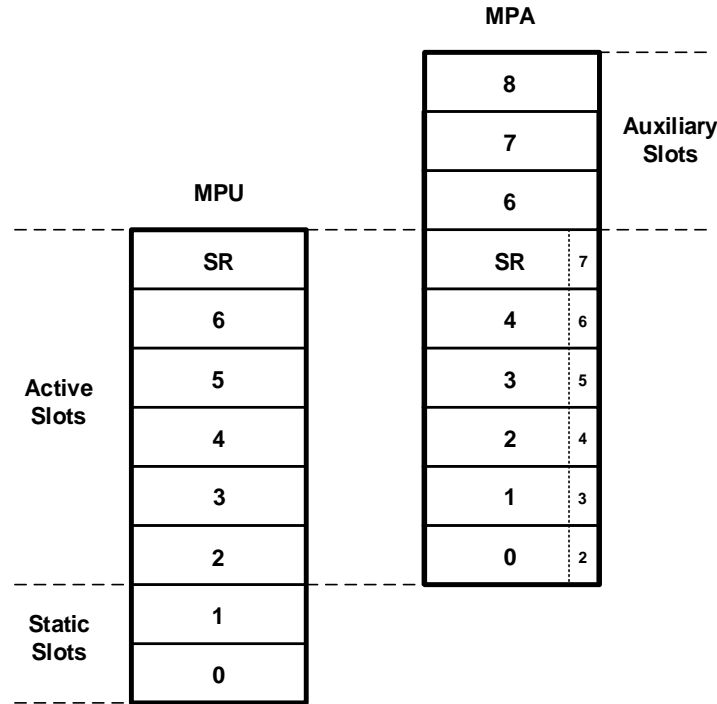 MPA
8
7
6
Auxiliary
Slots
MPU
SR
6
5
4
3
2
1
0
Active
Slots
Static
Slots
SR 7
4 6
3 5
2 4
1 3
0 2